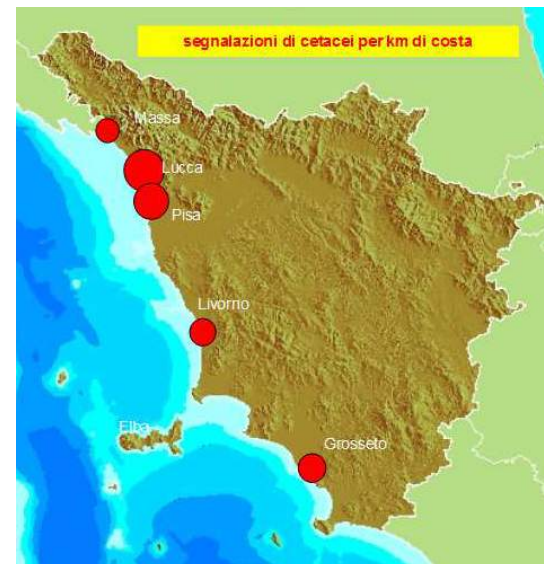 segnalazioni di cetacei per km di costa
Massa
Lucca
Pisa
Livorno
Elba
Grosseto